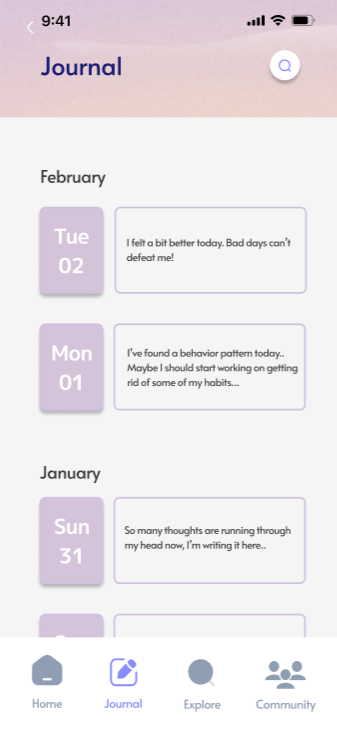 9:41
Journal
February
Tue
02
I felt a bit better today. Bad days can't
defeat me!
Mon
01
I've found a behavior pattern today..
Maybe I should start working on getting
rid of some of my habits...
January
Sun
31
So many thoughts are running through
my head now, I'm writing it here..
Home
Journal
Explore
Community